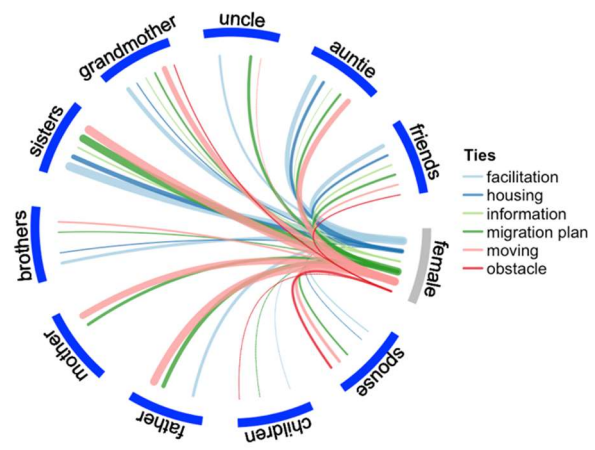 uncle
grandmother
auntie
sisters
friends
brothers
female
mother
spouse
father
children
Ties
facilitation
housing
information
migration plan
moving
obstacle